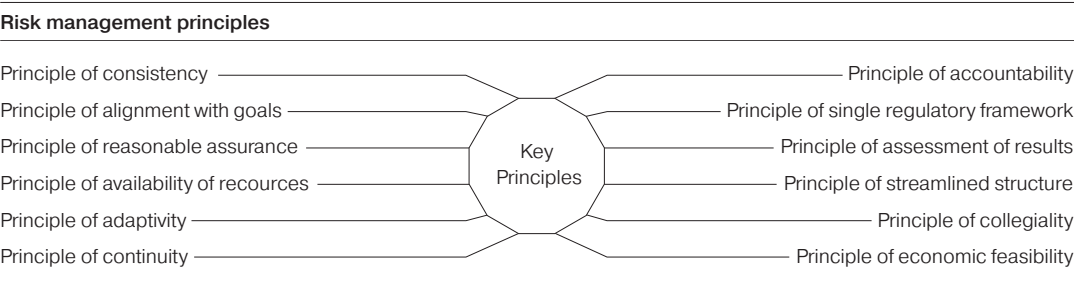 Risk management principles
Principle of consistency
Principle of alignment with goals
Principle of reasonable assurance
Principle of availability of recources
Principle of adaptivity
Principle of continuity
Key
Principles
Principle of accountability
Principle of single regulatory framework
Principle of assessment of results
Principle of streamlined structure
Principle of collegiality
Principle of economic feasibility